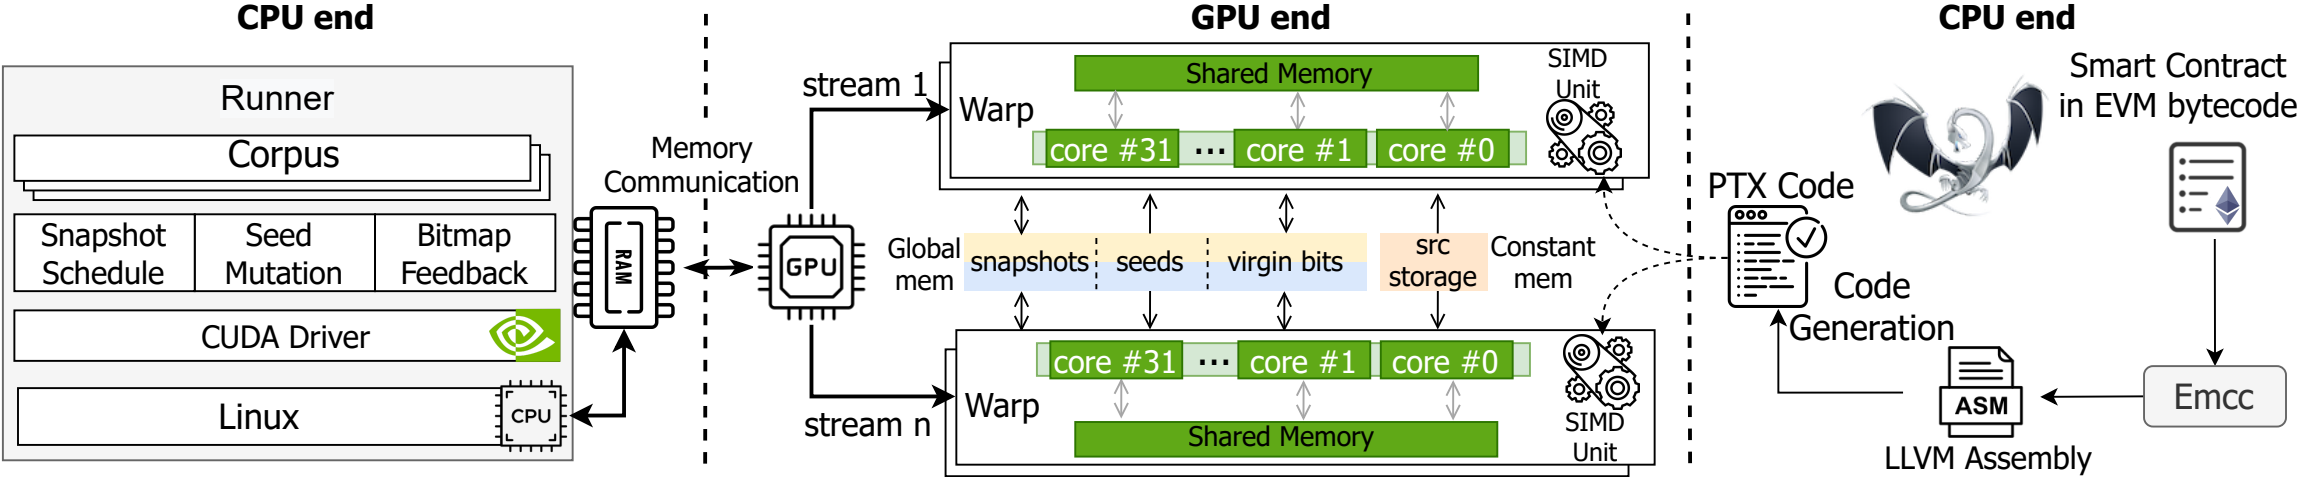 CPU end
Runner
Corpus
Snapshot
Schedule
Seed
Mutation
Bitmap
Feedback
CUDA Driver
Linux
CPU
RAM
Memory
Communication
GPU end
GPU
stream 1
stream n
Warp
Shared Memory
SIMD
Unit
core #31
...
core #1
core #0
Global
mem
snapshots
seeds
virgin bits
src
storage
Constant
mem
core #31
...
core #1
core #0
Warp
Shared Memory
SIMD
Unit
CPU end
Smart Contract
in EVM bytecode
PTX Code
Code
Generation
ASM
LLVM Assembly
Emcc